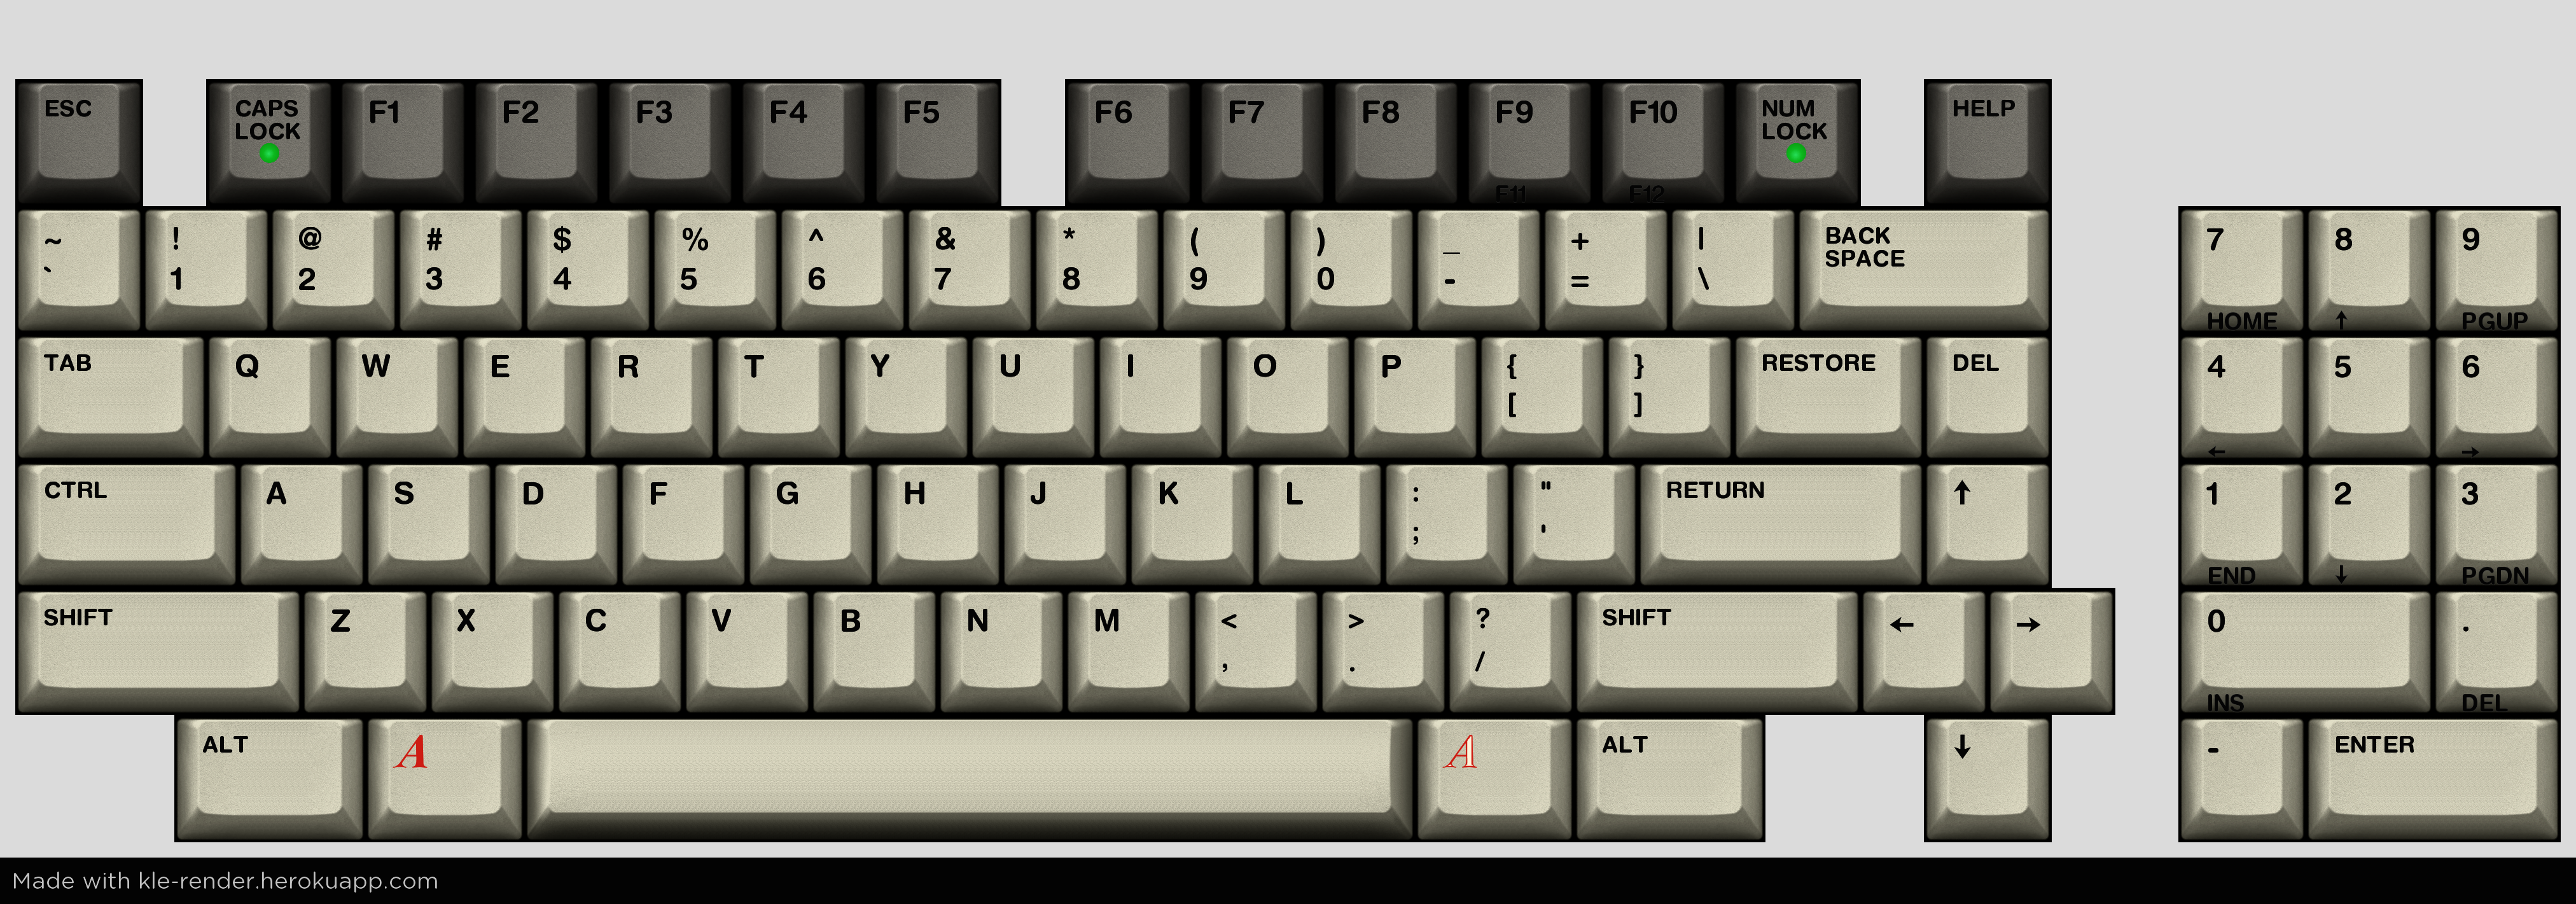 ESC CAPS LOCK F1 F2 F3 F4 F5 F6 F7 F8 F9 F11 F10 F12 NUM LOCK HELP
~ ` ! 1 @ 2 # 3 $ 4 % 5 ^ 6 & 7 * 8 ( 9 ) 0 _ - + = | \ BACK SPACE 7 HOME 8 ↑ 9 PGUP
TAB Q W E R T Y U I O P { [ } ] RESTORE DEL 4 ← 5 6 →
CTRL A S D F G H J K L : ; " ' RETURN ↑ 1 END 2 ↓ 3 PGDN
SHIFT Z X C V B N M < , > . ? / SHIFT ← → 0 INS . DEL
ALT A A ALT ↓ - ENTER
Made with kle-render.herokuapp.com